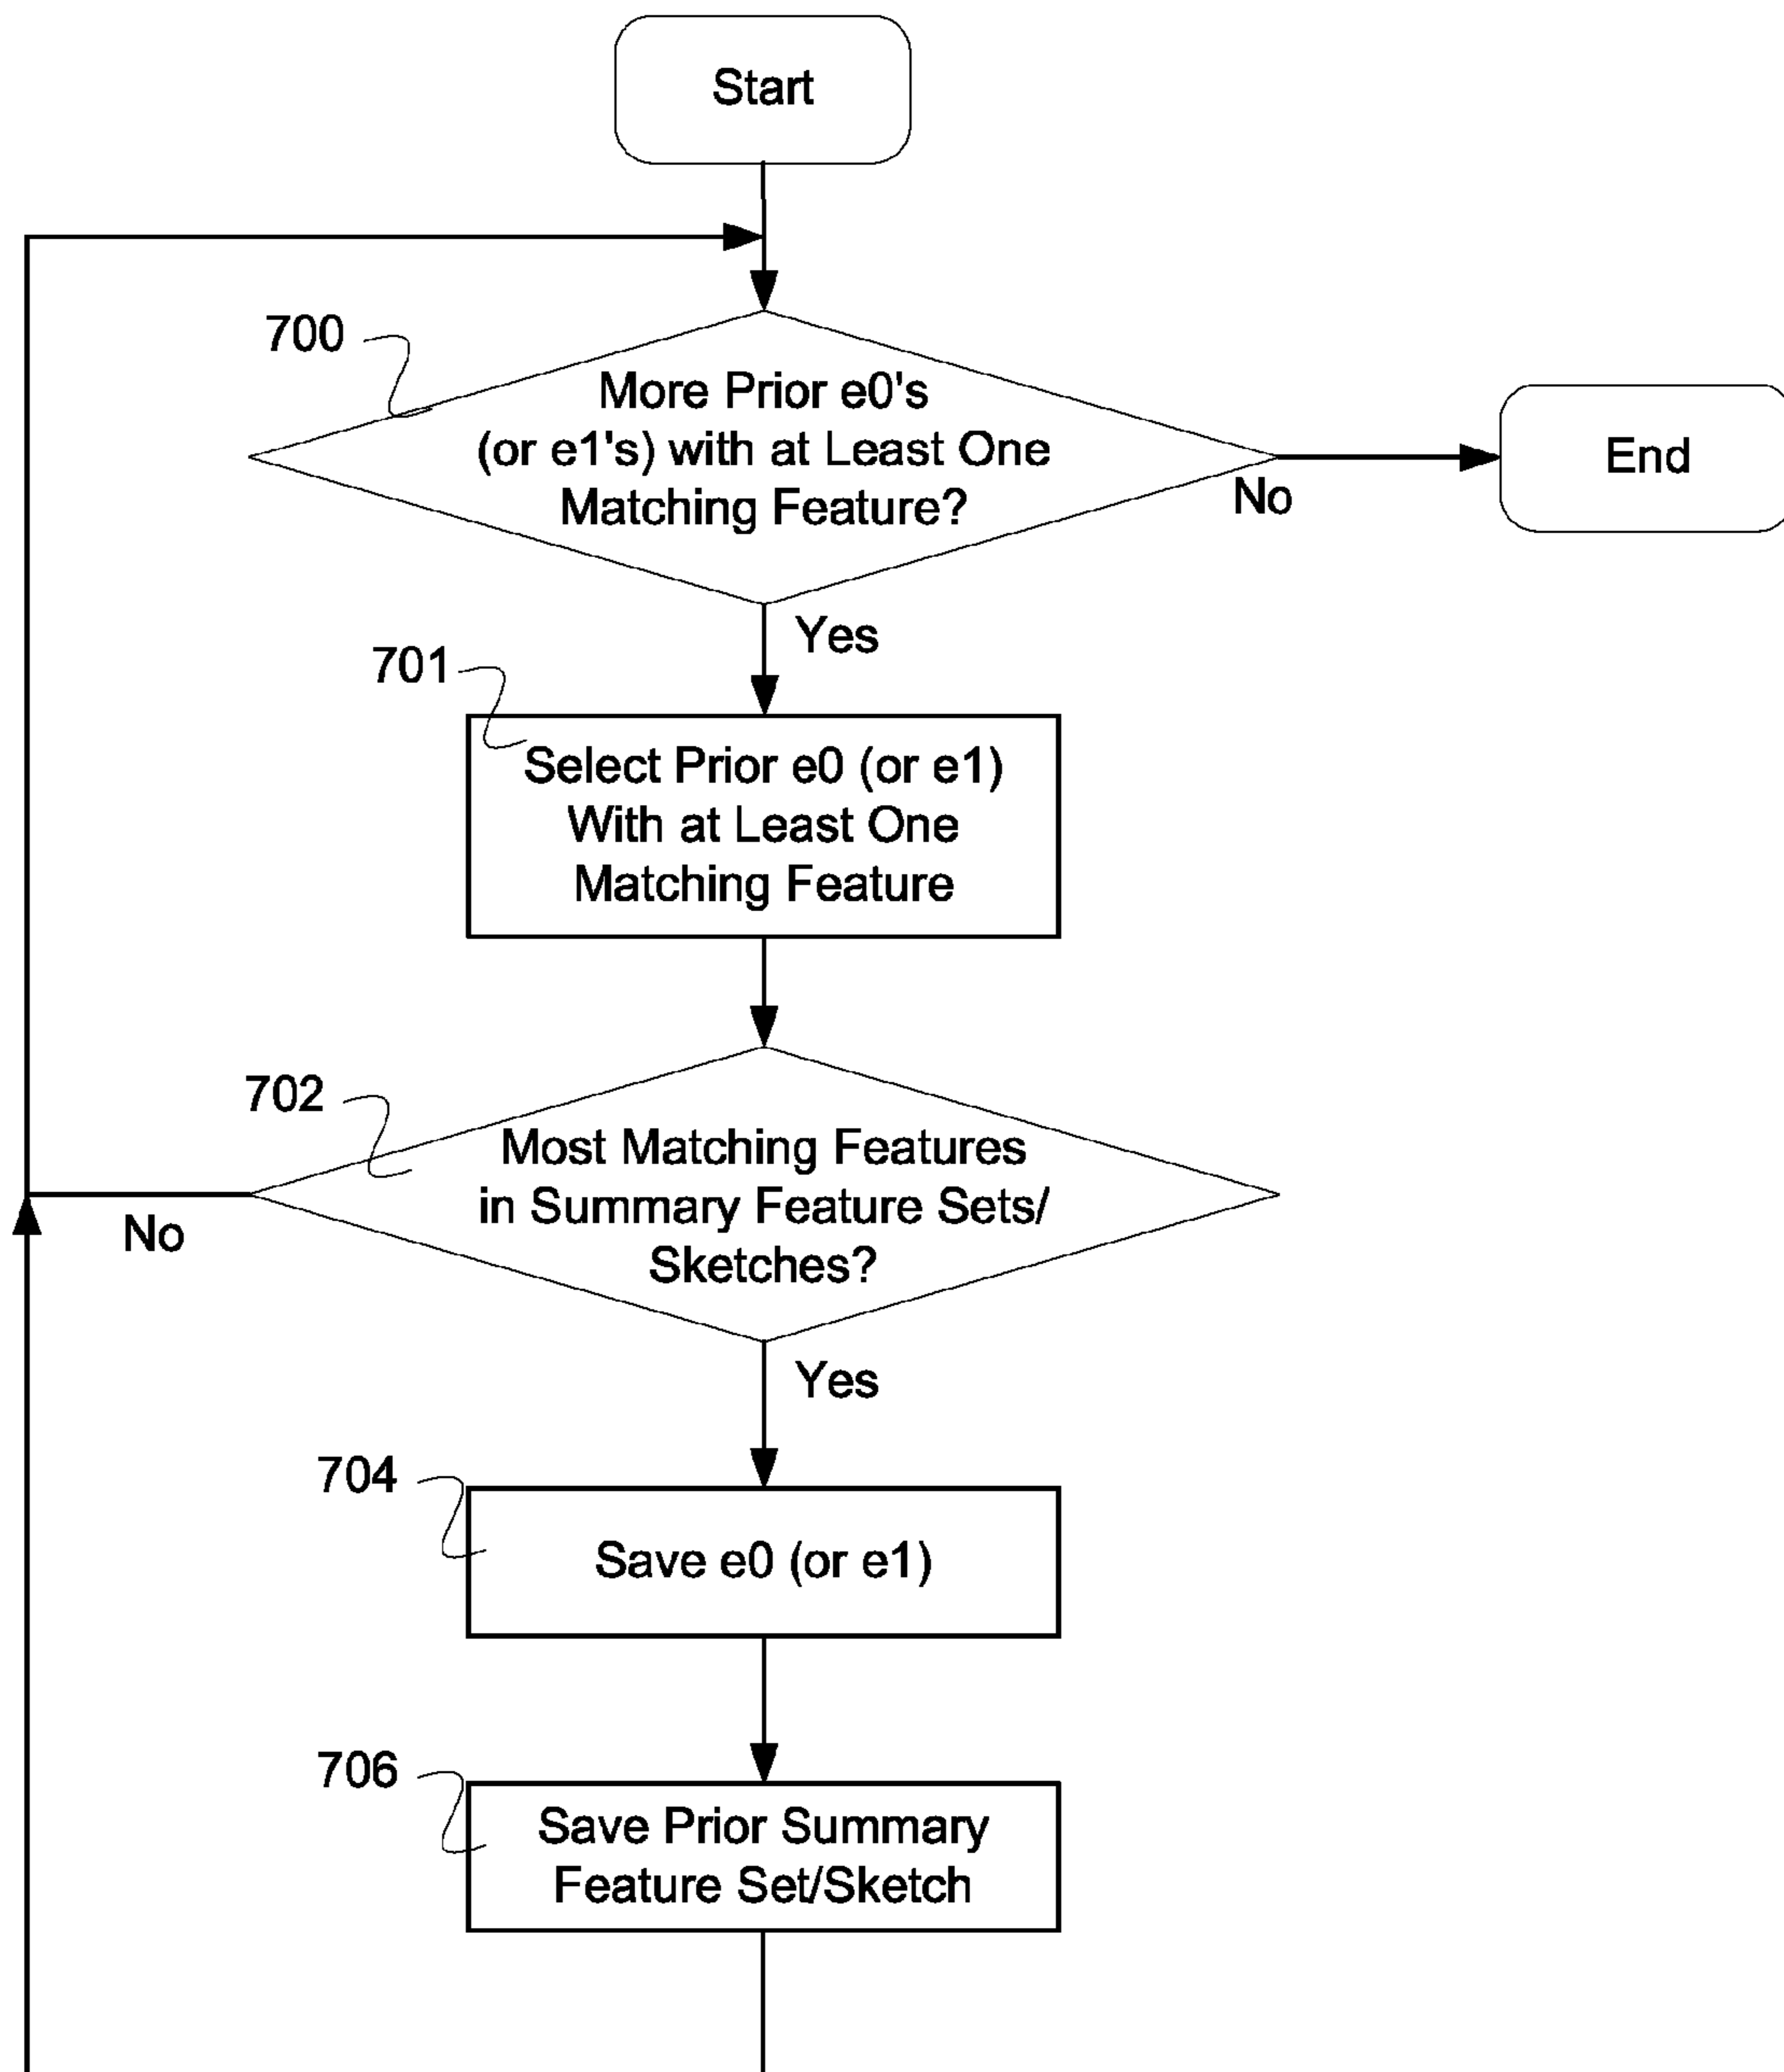 Start
700
More Prior e0's
(or e1's) with at Least One
Matching Feature?
No
End
Yes
701
Select Prior e0 (or e1)
With at Least One
Matching Feature
702
Most Matching Features
in Summary Feature Sets/
Sketches?
No
Yes
704
Save e0 (or e1)
706
Save Prior Summary
Feature Set/Sketch